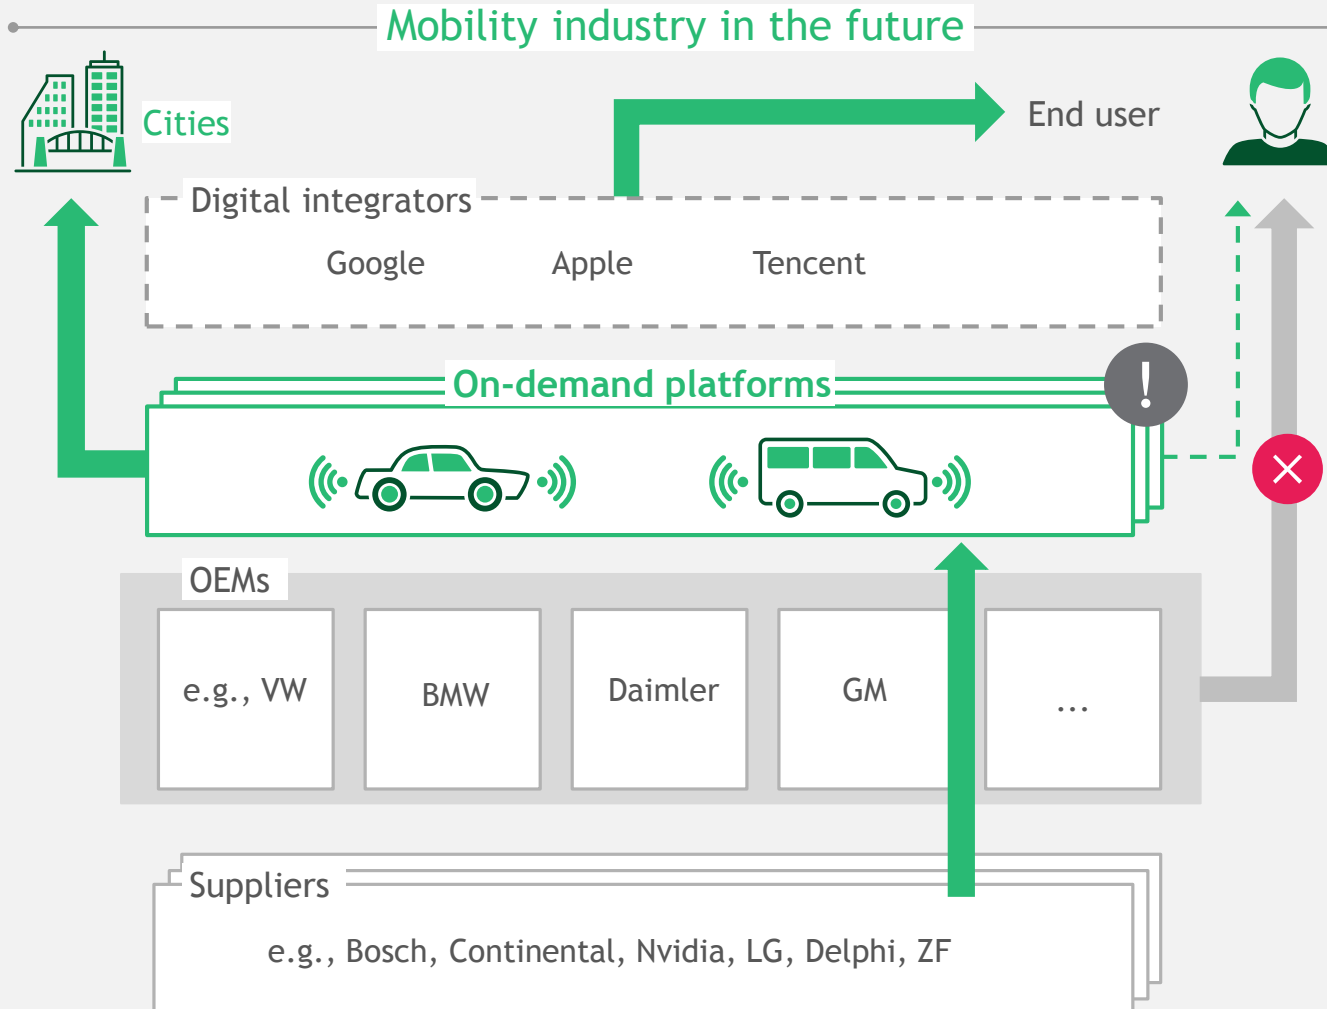 Mobility industry in the future
Cities
End user
Digital integrators
Google Apple Tencent
On-demand platforms
!
OEMs
e.g., VW BMW Daimler GM ...
Suppliers
e.g., Bosch, Continental, Nvidia, LG, Delphi, ZF